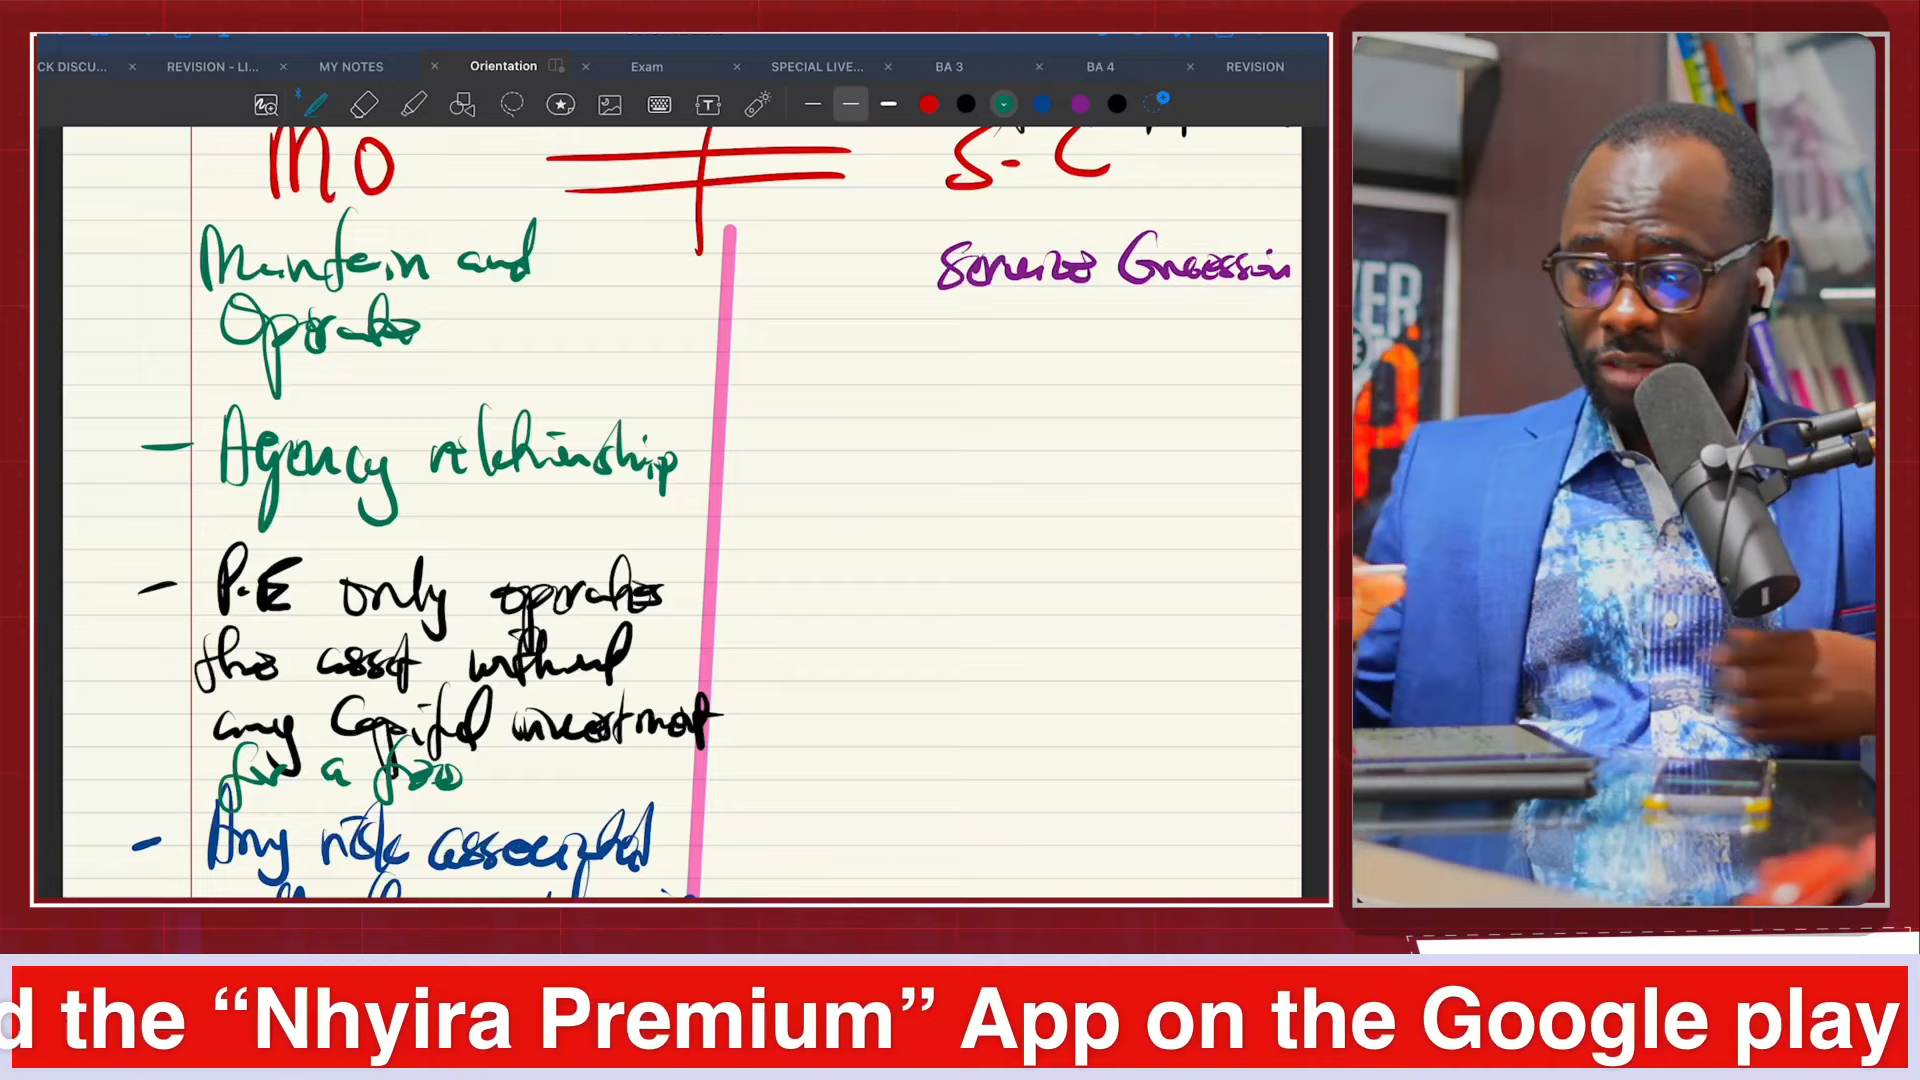 CK DISCU... REVISION - LI... MY NOTES Orientation Exam SPECIAL LIVE... BA 3 BA 4 REVISION
MO S-C
Maintain and
Operate
Service Concession
- Agency relationship
- P.E only operates
the asset without
any Capital investment
for a fee
- Any risk associated
d the “Nhyira Premium” App on the Google play